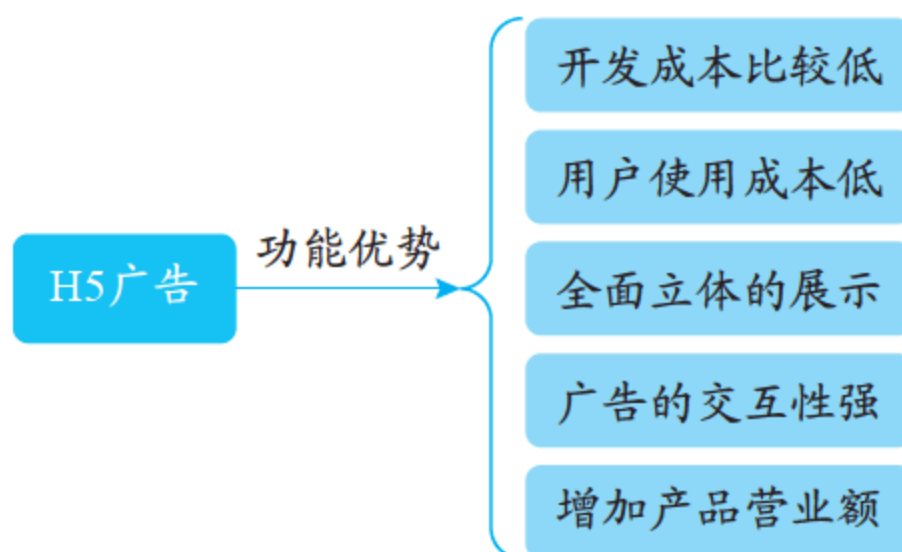 H5广告
功能优势
开发成本比较低
用户使用成本低
全面立体的展示
广告的交互性强
增加产品营业额